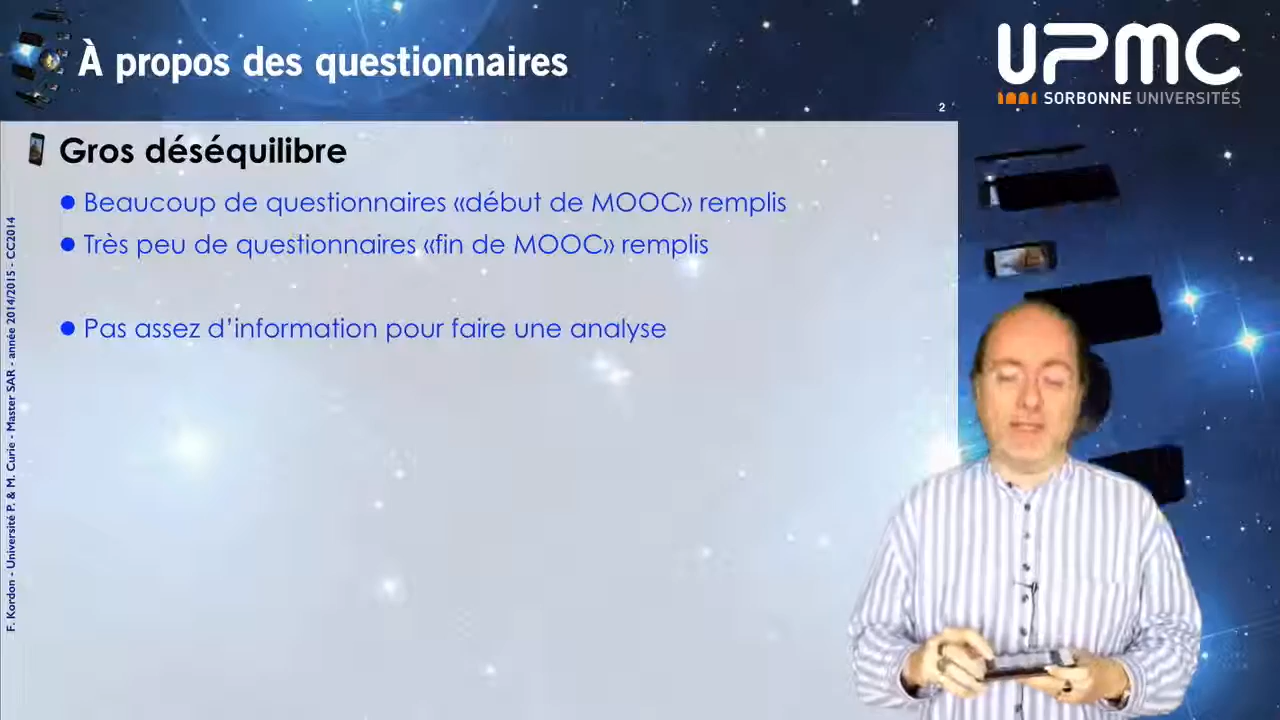 À propos des questionnaires
UPMC
SORBONNE UNIVERSITÉS
2
Gros déséquilibre
Beaucoup de questionnaires «début de MOOC» remplis
Très peu de questionnaires «fin de MOOC» remplis
Pas assez d’information pour faire une analyse
F. Kordon - Université P. & M. Curie - Master SAR - année 2014/2015 - CC2014